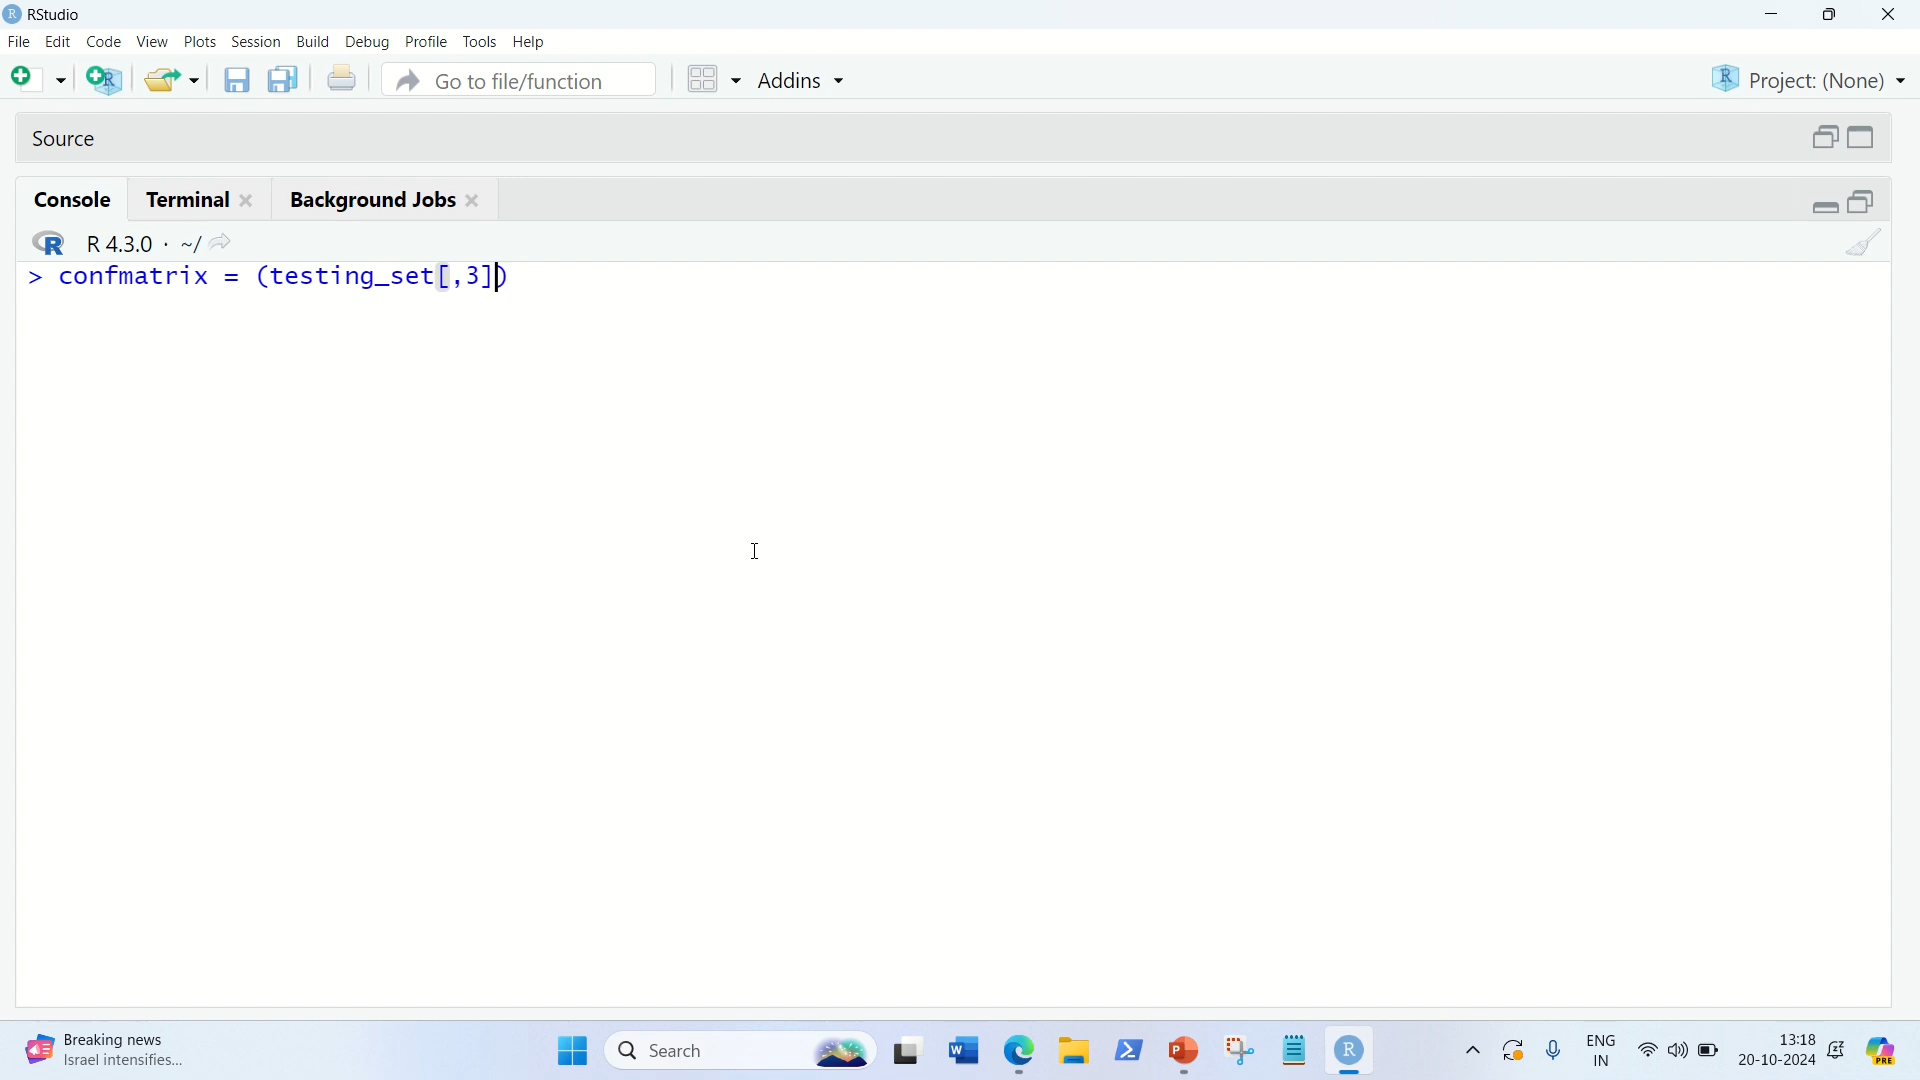 RStudio
File Edit Code View Plots Session Build Debug Profile Tools Help
Go to file/function Addins Project: (None)
Source
Console Terminal Background Jobs
R 4.3.0 · ~/
> confmatrix = (testing_set[,3])
Breaking news
Israel intensifies...
Search
ENG
IN
13:18
20-10-2024